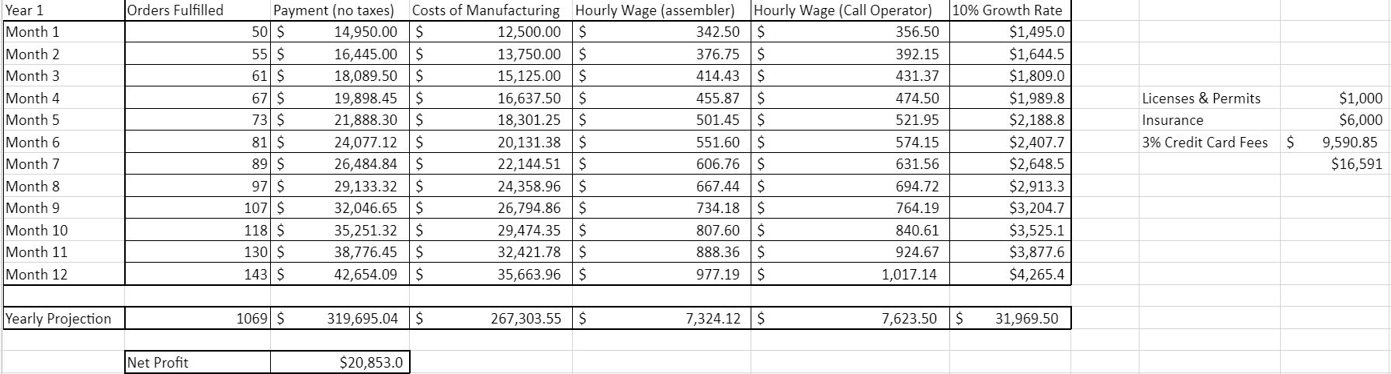 Year 1 Orders Fulfilled Payment (no taxes) Costs of Manufacturing Hourly Wage (assembler) Hourly Wage (Call Operator) 10% Growth Rate
Month 1 50 $ 14,950.00 $ 12,500.00 $ 342.50 $ 356.50 $1,495.0
Month 2 55 $ 16,445.00 $ 13,750.00 $ 376.75 $ 392.15 $1,644.5
Month 3 61 $ 18,089.50 $ 15,125.00 $ 414.43 $ 431.37 $1,809.0
Month 4 67 $ 19,898.45 $ 16,637.50 $ 455.87 $ 474.50 $1,989.8 Licenses & Permits $1,000
Month 5 73 $ 21,888.30 $ 18,301.25 $ 501.45 $ 521.95 $2,188.8 Insurance $6,000
Month 6 81 $ 24,077.12 $ 20,131.38 $ 551.60 $ 574.15 $2,407.7 3% Credit Card Fees $ 9,590.85
Month 7 89 $ 26,484.84 $ 22,144.51 $ 606.76 $ 631.56 $2,648.5 $16,591
Month 8 97 $ 29,133.32 $ 24,358.96 $ 667.44 $ 694.72 $2,913.3
Month 9 107 $ 32,046.65 $ 26,794.86 $ 734.18 $ 764.19 $3,204.7
Month 10 118 $ 35,251.32 $ 29,474.35 $ 807.60 $ 840.61 $3,525.1
Month 11 130 $ 38,776.45 $ 32,421.78 $ 888.36 $ 924.67 $3,877.6
Month 12 143 $ 42,654.09 $ 35,663.96 $ 977.19 $ 1,017.14 $4,265.4
Yearly Projection 1069 $ 319,695.04 $ 267,303.55 $ 7,324.12 $ 7,623.50 $ 31,969.50
Net Profit $20,853.0